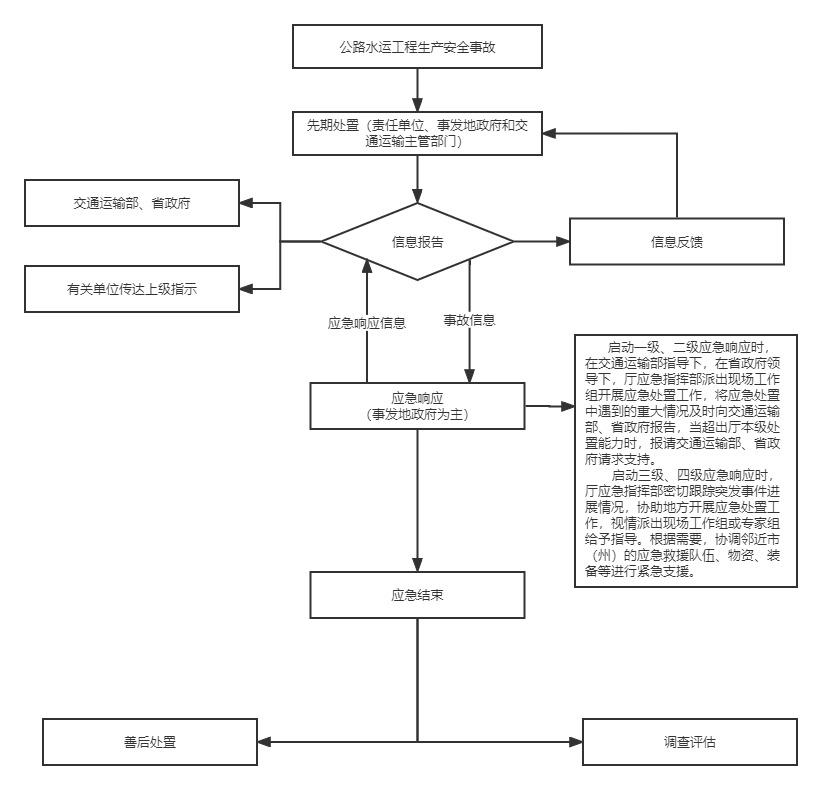 公路水运工程生产安全事故
先期处置（责任单位、事发地政府和交
通运输主管部门）
交通运输部、省政府
信息报告
信息反馈
有关单位传达上级指示
应急响应信息
事故信息
应急响应
（事发地政府为主）
启动一级、二级应急响应时，
在交通运输部指导下，在省政府领
导下，厅应急指挥部派出现场工作
组开展应急处置工作，将应急处置
中遇到的重大情况及时向交通运输
部、省政府报告，当超出厅本级处
置能力时，报请交通运输部、省政
府请求支持。
启动三级、四级应急响应时，
厅应急指挥部密切跟踪突发事件进
展情况，协助地方开展应急处置工
作，视情派出现场工作组或专家组
给予指导。根据需要，协调邻近市
（州）的应急救援队伍、物资、装
备等进行紧急支援。
应急结束
善后处置
调查评估